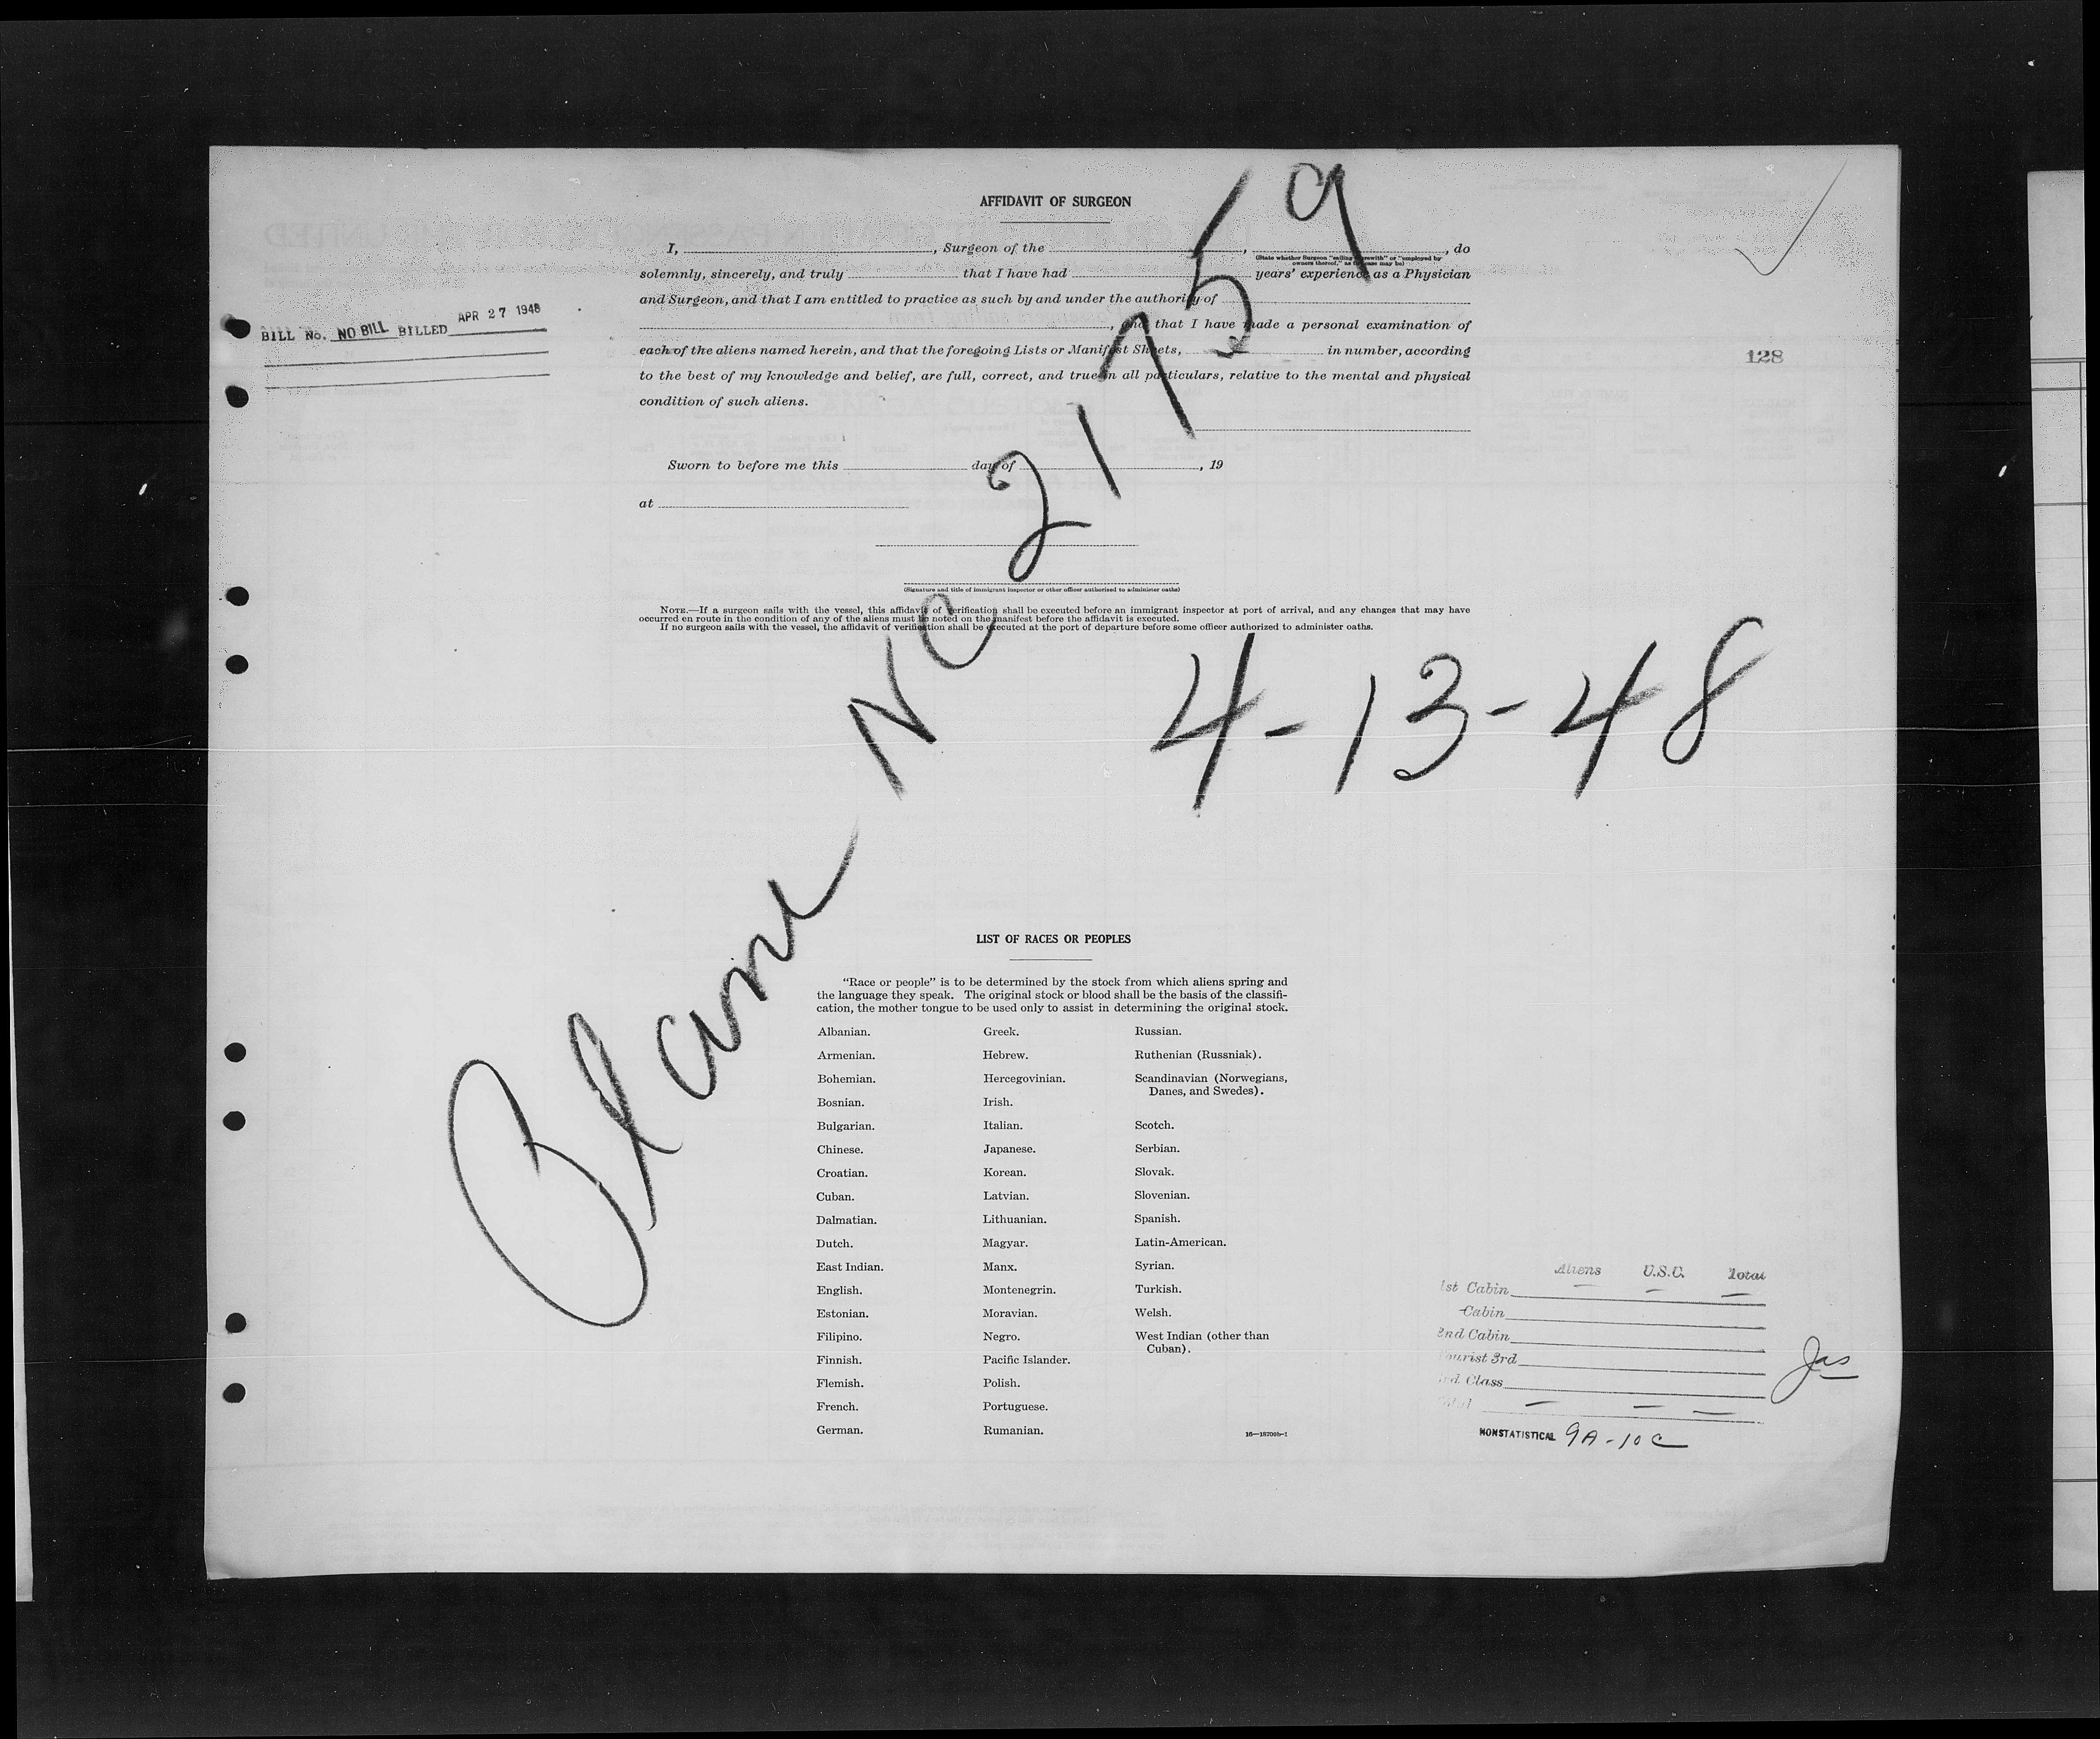 AFFIDAVIT OF SURGEON
I, , Surgeon of the , , do
(State whether Surgeon "sailing therewith" or "employed by owners thereof," as the case may be)
solemnly, sincerely, and truly that I have had years' experience as a Physician
and Surgeon, and that I am entitled to practice as such by and under the authority of
, and that I have made a personal examination of
each of the aliens named herein, and that the foregoing Lists or Manifest Sheets, in number, according
to the best of my knowledge and belief, are full, correct, and true in all particulars, relative to the mental and physical
condition of such aliens.
Sworn to before me this day of , 19
at
(Signature and title of immigrant inspector or other officer authorized to administer oaths)
NOTE.—If a surgeon sails with the vessel, this affidavit of verification shall be executed before an immigrant inspector at port of arrival, and any changes that may have
occurred en route in the condition of any of the aliens must be noted on the manifest before the affidavit is executed.
If no surgeon sails with the vessel, the affidavit of verification shall be executed at the port of departure before some officer authorized to administer oaths.
BILL No. NO BILL BILLED APR 27 1948
128
NC 21759
4-13-48
LIST OF RACES OR PEOPLES
"Race or people" is to be determined by the stock from which aliens spring and
the language they speak. The original stock or blood shall be the basis of the classifi-
cation, the mother tongue to be used only to assist in determining the original stock.
Albanian.
Armenian.
Bohemian.
Bosnian.
Bulgarian.
Chinese.
Croatian.
Cuban.
Dalmatian.
Dutch.
East Indian.
English.
Estonian.
Filipino.
Finnish.
Flemish.
French.
German.
Greek.
Hebrew.
Hercegovinian.
Irish.
Italian.
Japanese.
Korean.
Latvian.
Lithuanian.
Magyar.
Manx.
Montenegrin.
Moravian.
Negro.
Pacific Islander.
Polish.
Portuguese.
Rumanian.
Russian.
Ruthenian (Russniak).
Scandinavian (Norwegians,
Danes, and Swedes).
Scotch.
Serbian.
Slovak.
Slovenian.
Spanish.
Latin-American.
Syrian.
Turkish.
Welsh.
West Indian (other than
Cuban).
16—18709b-1
Aliens U.S.C. Total
1st Cabin — — —
Cabin
2nd Cabin
Tourist 3rd
3rd Class
Total — — —
Jas
NONSTATISTICAL 9A-10C